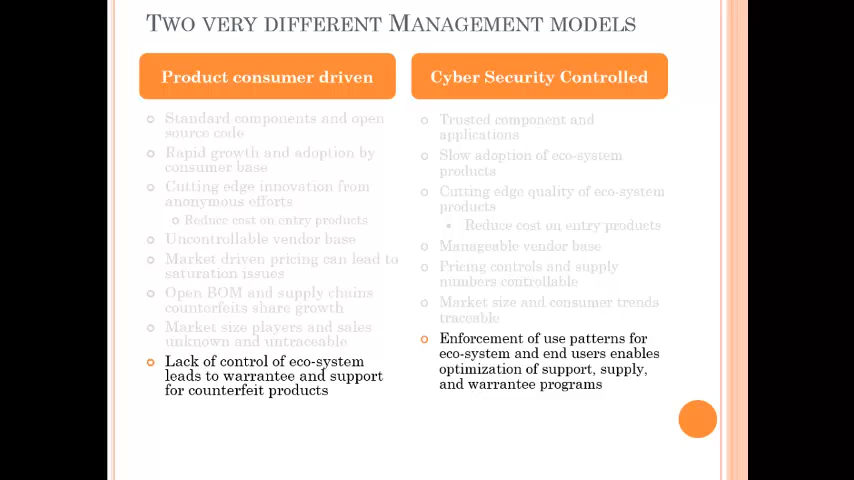 TWO VERY DIFFERENT MANAGEMENT MODELS
Product consumer driven
Standard components and open
source code
Rapid growth and adoption by
consumer base
Cutting edge innovation from
anonymous efforts
Reduce cost on entry products
Uncontrollable vendor base
Market driven pricing can lead to
saturation issues
Open BOM and supply chains
counterfeits share growth
Market size players and sales
unknown and untraceable
Lack of control of eco-system
leads to warrantee and support
for counterfeit products
Cyber Security Controlled
Trusted component and
applications
Slow adoption of eco-system
products
Cutting edge quality of eco-system
products
Reduce cost on entry products
Manageable vendor base
Pricing controls and supply
numbers controllable
Market size and consumer trends
traceable
Enforcement of use patterns for
eco-system and end users enables
optimization of support, supply,
and warrantee programs